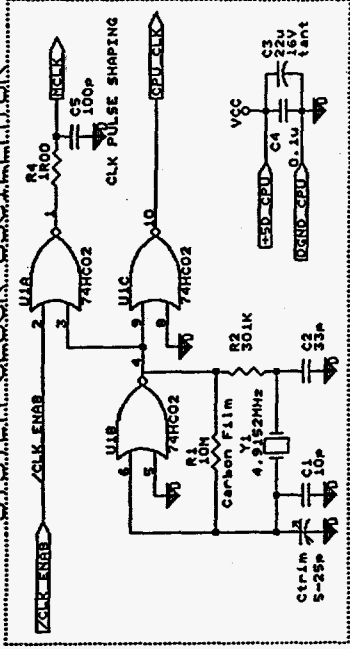 /CLK ENAB
/CLK ENAB
2
3
U1A
1
74HC02
R4
1R00
MCLK
C5
100p
CLK PULSE SHAPING
6
5
U1B
4
74HC02
9
8
U1C
10
74HC02
CPU_CLK
R1
10M
Carbon Film
R2
301K
Y1
4.9152MHz
Ctrim
5-25p
C1
10p
C2
33p
+5D CPU
DGND CPU
VCC
C4
0.1u
C3
22u
16V
tant